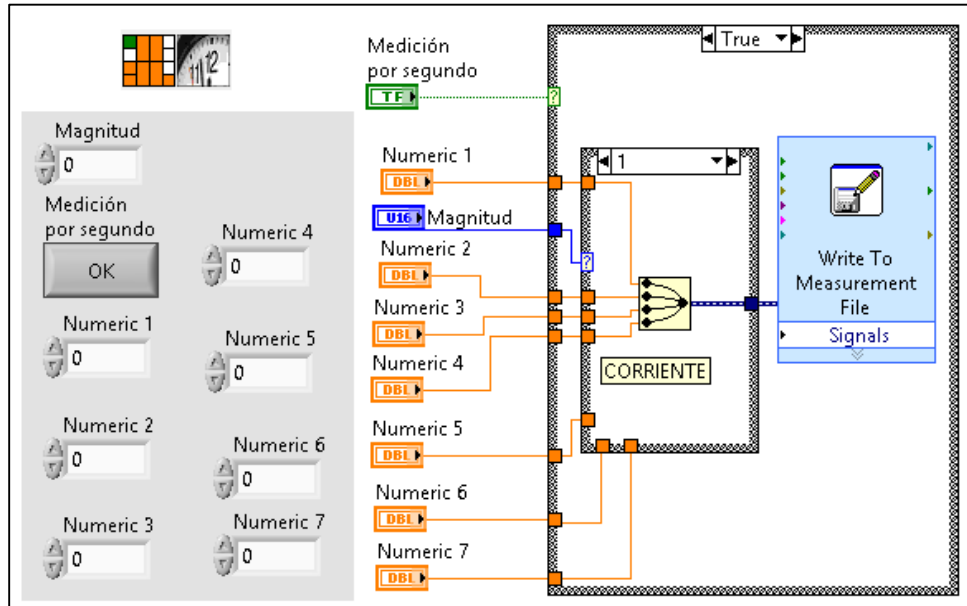 11 12
Magnitud
0
Medición
por segundo
OK
Numeric 4
0
Numeric 1
0
Numeric 5
0
Numeric 2
0
Numeric 6
0
Numeric 3
0
Numeric 7
0
Medición
por segundo
TF
Numeric 1
DBL
U16 Magnitud
Numeric 2
DBL
Numeric 3
DBL
Numeric 4
DBL
Numeric 5
DBL
Numeric 6
DBL
Numeric 7
DBL
True
?
1
?
CORRIENTE
Write To
Measurement
File
Signals